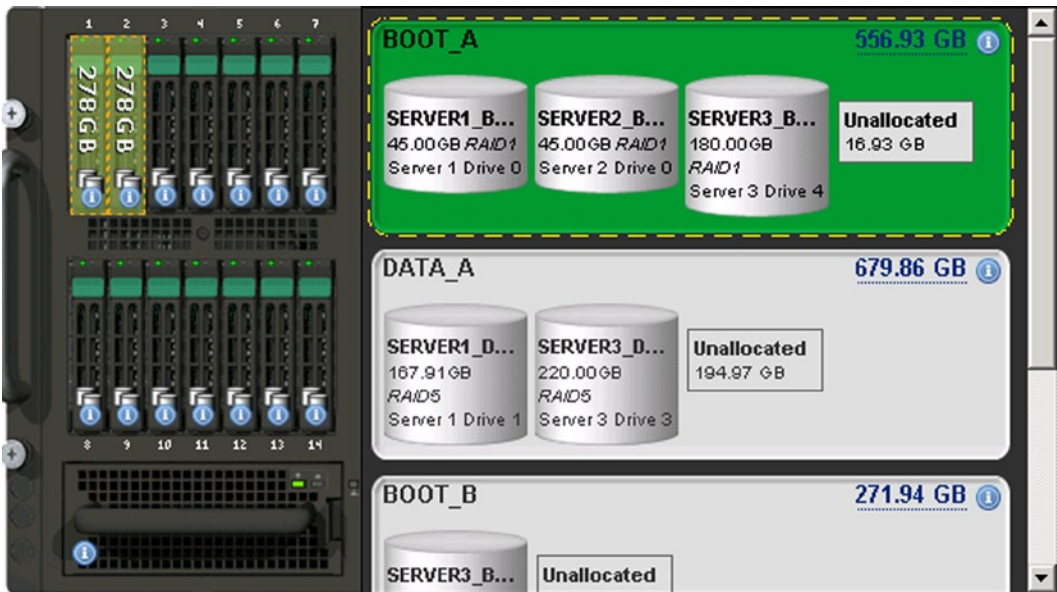 1 2 3 4 5 6 7
278GB
278GB
8 9 10 11 12 13 14
BOOT_A
556.93 GB
SERVER1_B...
45.00GB RAID1
Server 1 Drive 0
SERVER2_B...
45.00GB RAID1
Server 2 Drive 0
SERVER3_B...
180.00GB
RAID1
Server 3 Drive 4
Unallocated
16.93 GB
DATA_A
679.86 GB
SERVER1_D...
167.91GB
RAID5
Server 1 Drive 1
SERVER3_D...
220.00GB
RAID5
Server 3 Drive 3
Unallocated
194.97 GB
BOOT_B
271.94 GB
SERVER3_B...
Unallocated